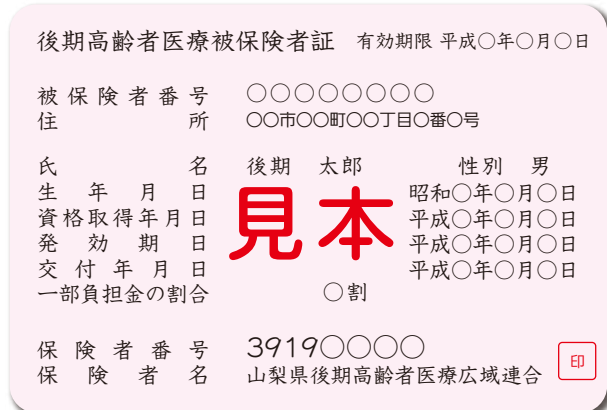 後期高齢者医療被保険者証 有効期限 平成○年○月○日
被保険者番号 ○○○○○○○○
住所 ○○市○○町○○丁目○番○号
氏名 後期 太郎 性別 男
生年月日 昭和○年○月○日
資格取得年月日 平成○年○月○日
発効期日 平成○年○月○日
交付年月日 平成○年○月○日
見本
一部負担金の割合 ○割
保険者番号 3919○○○○
保険者名 山梨県後期高齢者医療広域連合
印